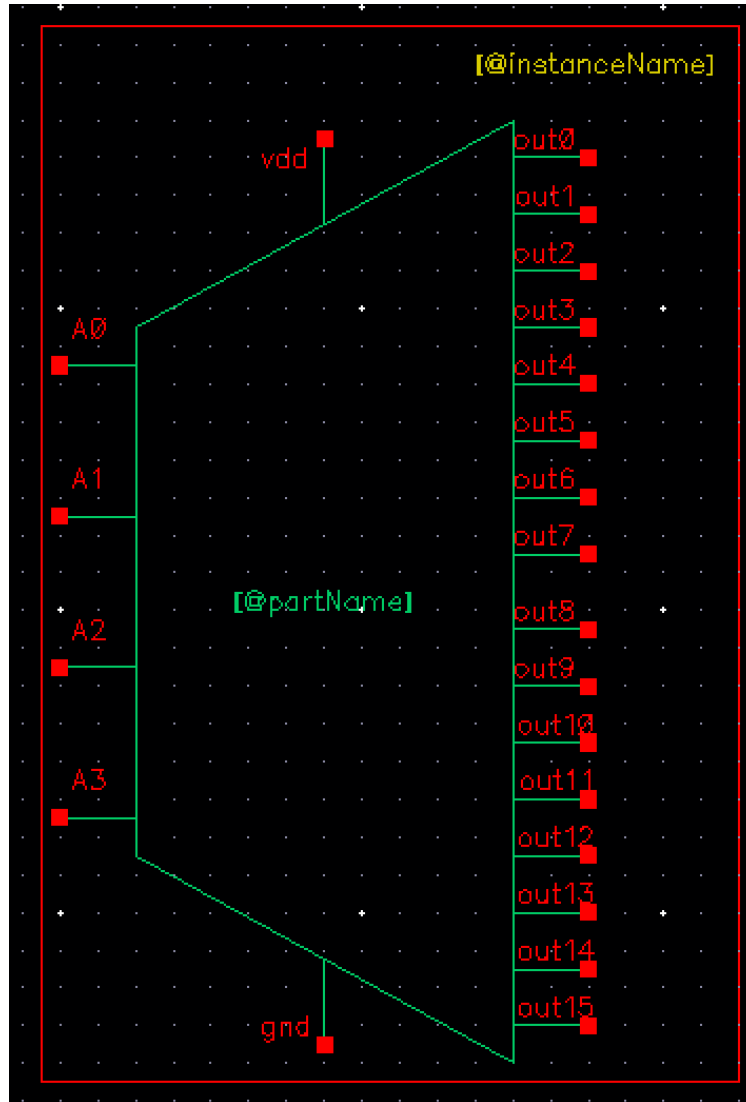 [@instanceName]
vdd
out0
out1
out2
out3
A0
out4
out5
A1
out6
out7
[@partName]
out8
A2
out9
out10
A3
out11
out12
out13
out14
out15
gnd